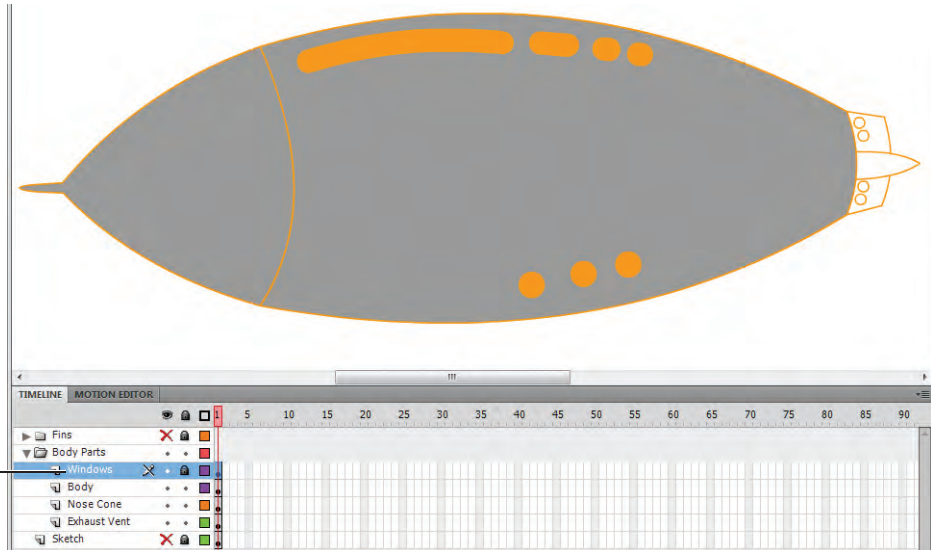 TIMELINE MOTION EDITOR
1 5 10 15 20 25 30 35 40 45 50 55 60 65 70 75 80 85 90
Fins
Body Parts
Windows
Body
Nose Cone
Exhaust Vent
Sketch